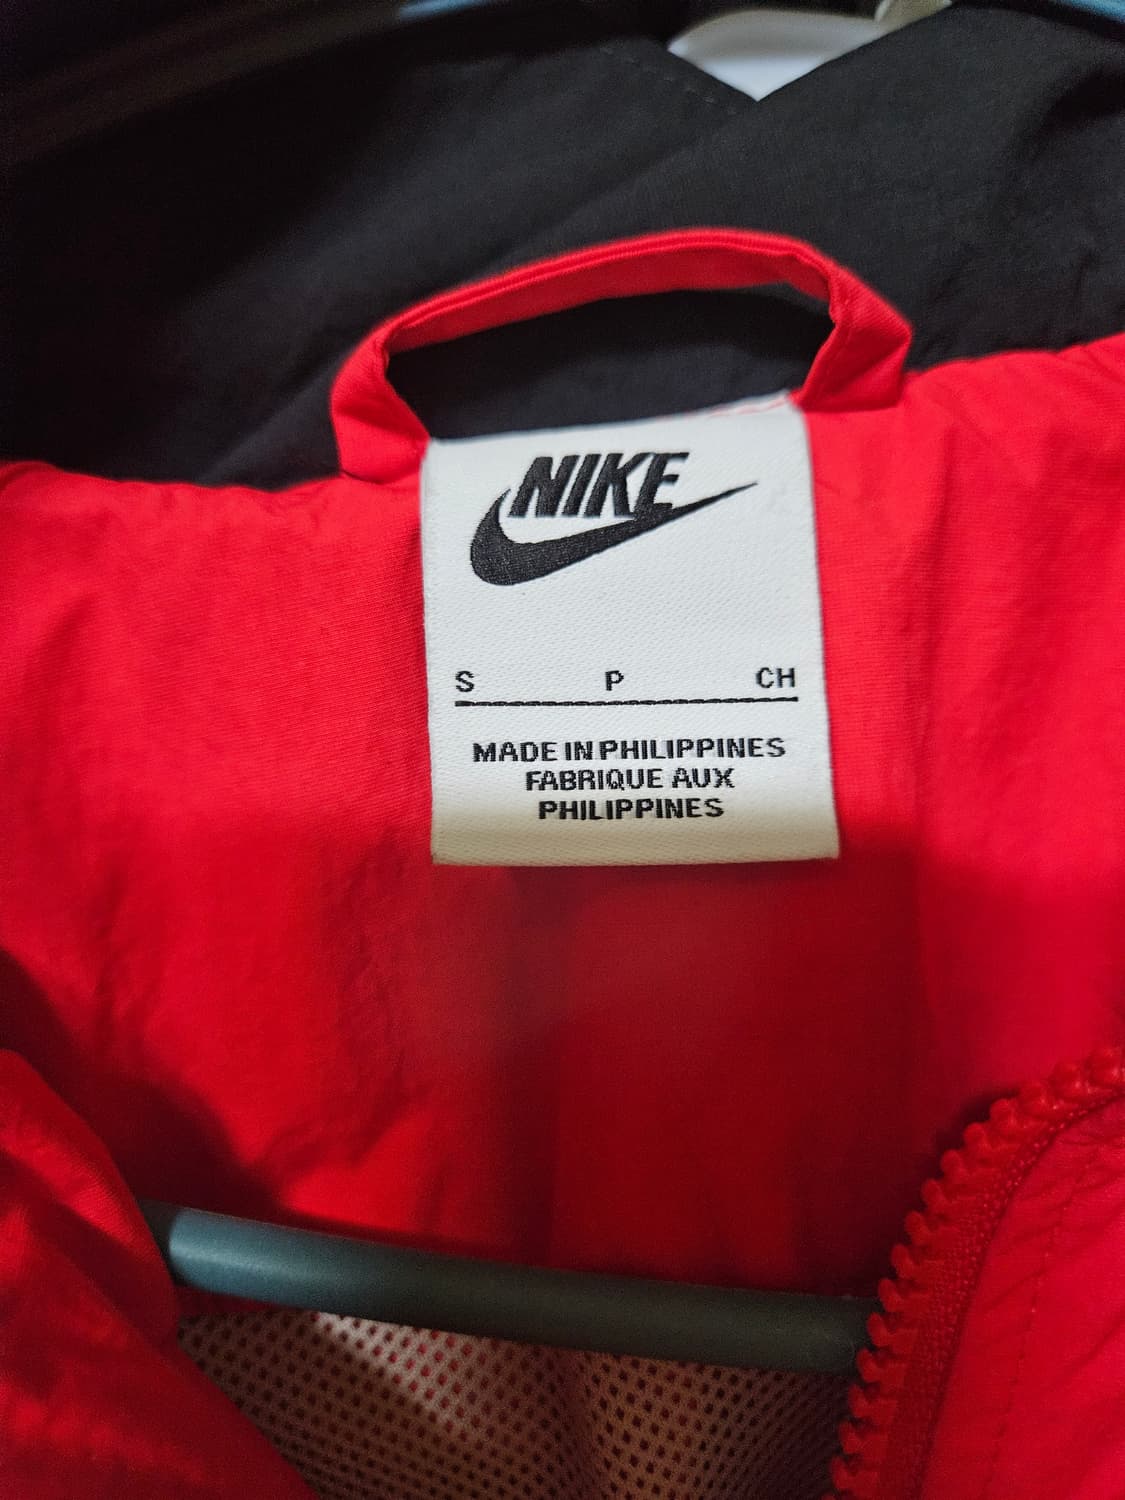 NIKE
S P CH
MADE IN PHILIPPINES
FABRIQUE AUX
PHILIPPINES